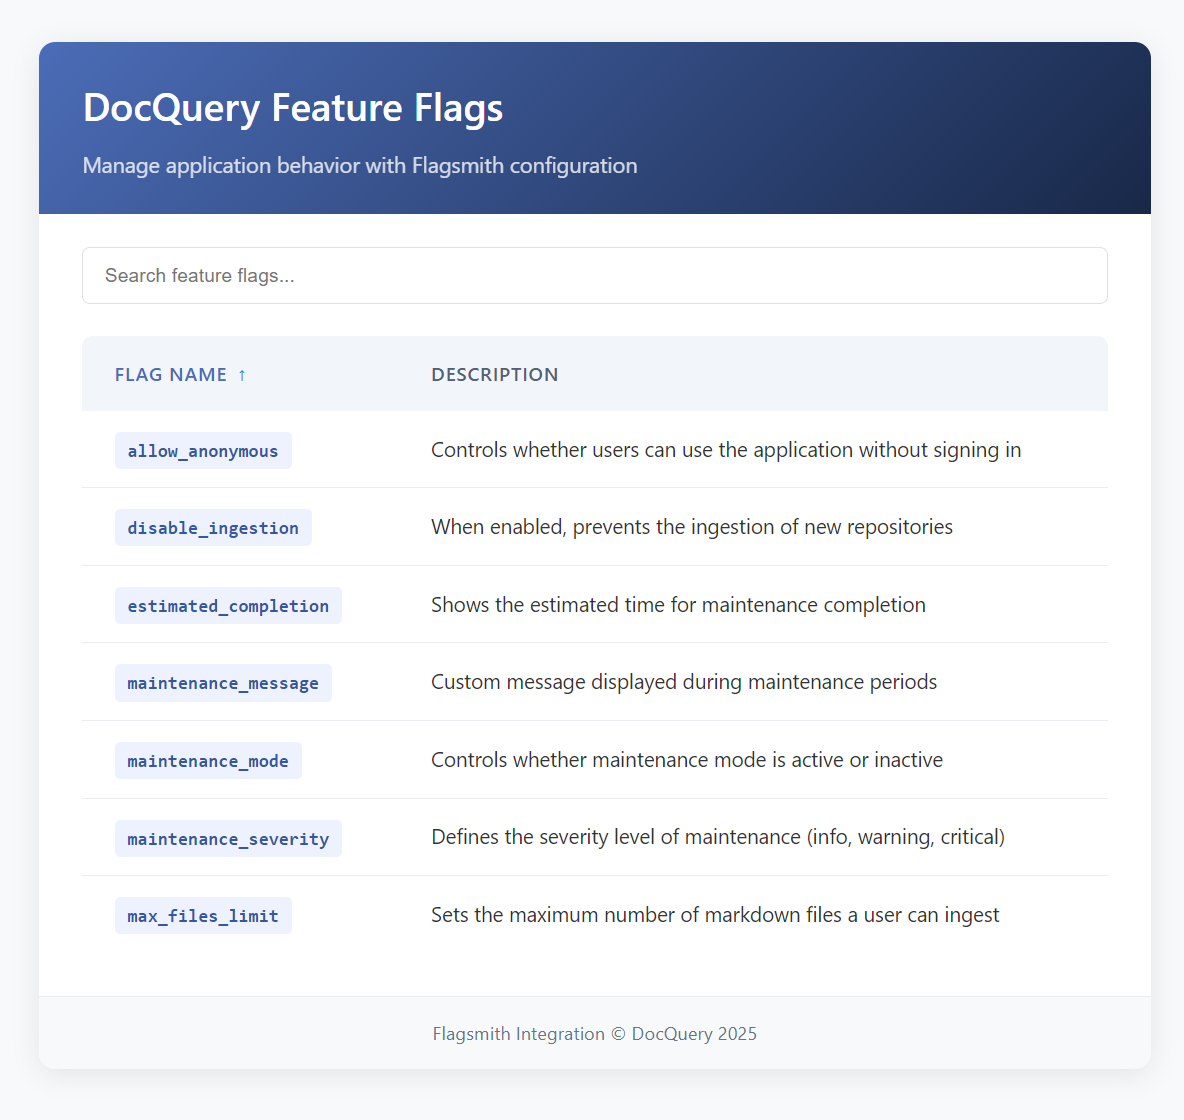 DocQuery Feature Flags
Manage application behavior with Flagsmith configuration
Search feature flags...
FLAG NAME ↑ DESCRIPTION
allow_anonymous Controls whether users can use the application without signing in
disable_ingestion When enabled, prevents the ingestion of new repositories
estimated_completion Shows the estimated time for maintenance completion
maintenance_message Custom message displayed during maintenance periods
maintenance_mode Controls whether maintenance mode is active or inactive
maintenance_severity Defines the severity level of maintenance (info, warning, critical)
max_files_limit Sets the maximum number of markdown files a user can ingest
Flagsmith Integration © DocQuery 2025